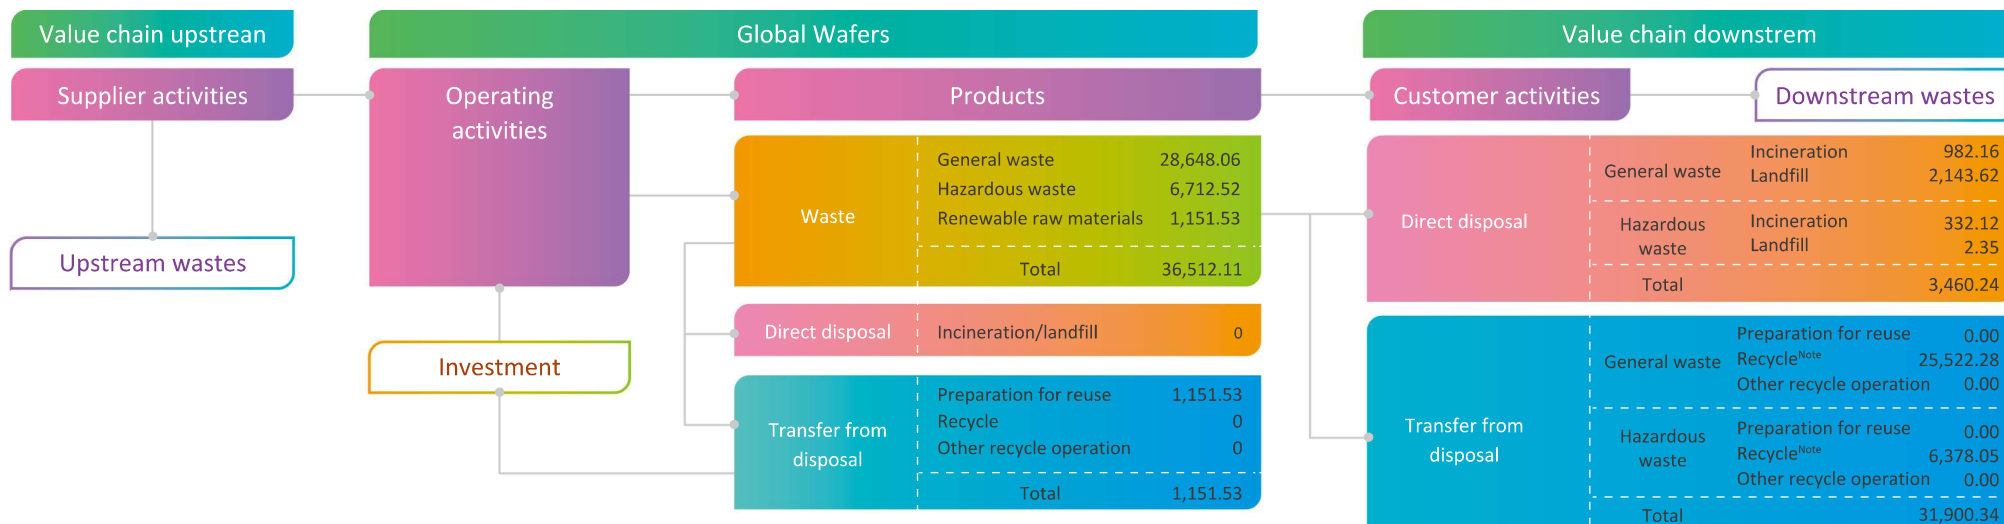 Value chain upstrean
Global Wafers
Value chain downstrem
Supplier activities
Operating
activities
Products
Customer activities
Downstream wastes
Upstream wastes
Investment
Waste
General waste 28,648.06
Hazardous waste 6,712.52
Renewable raw materials 1,151.53
Total 36,512.11
Direct disposal
Incineration/landfill 0
Transfer from
disposal
Preparation for reuse 1,151.53
Recycle 0
Other recycle operation 0
Total 1,151.53
Direct disposal
General waste
Incineration 982.16
Landfill 2,143.62
Hazardous
waste
Incineration 332.12
Landfill 2.35
Total 3,460.24
Transfer from
disposal
General waste
Preparation for reuse 0.00
Recycle Note 25,522.28
Other recycle operation 0.00
Hazardous
waste
Preparation for reuse 0.00
Recycle Note 6,378.05
Other recycle operation 0.00
Total 31,900.34